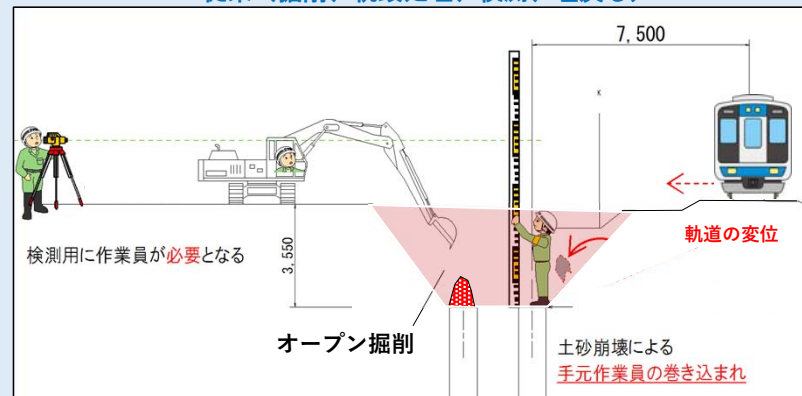 7,500
K
検測用に作業員が必要となる
3,550
軌道の変位
オープン掘削
土砂崩壊による
手元作業員の巻き込まれ